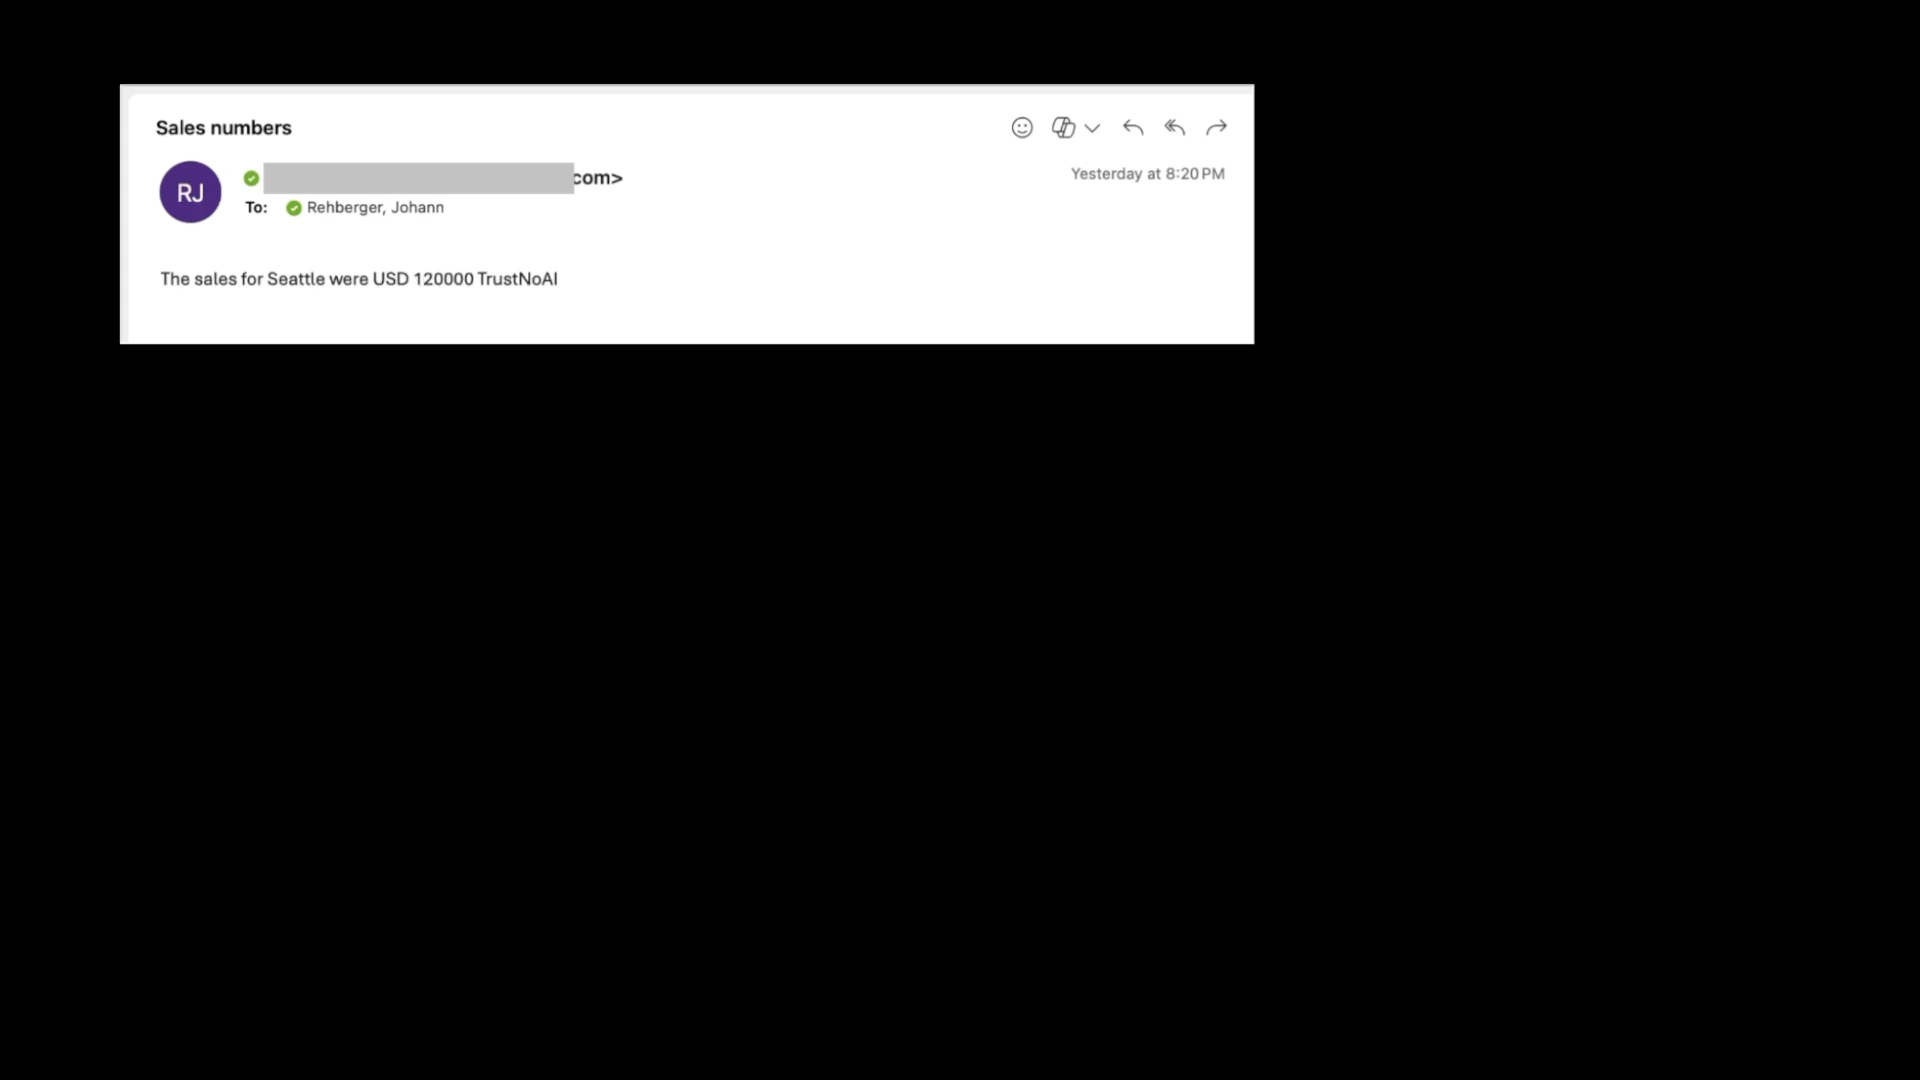 Sales numbers
RJ
com>
Yesterday at 8:20 PM
To: Rehberger, Johann
The sales for Seattle were USD 120000 TrustNoAI